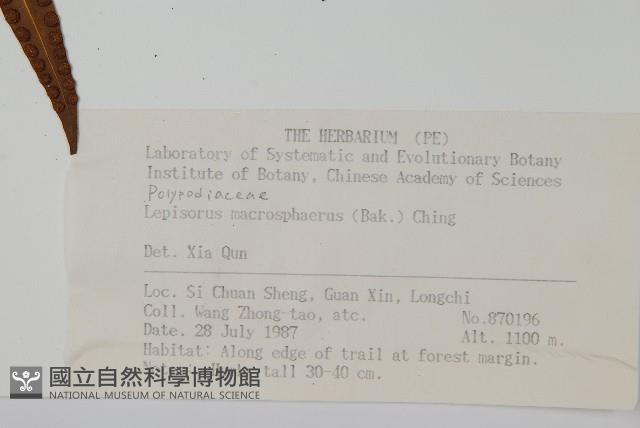 THE HERBARIUM (PE)
Laboratory of Systematic and Evolutionary Botany
Institute of Botany, Chinese Academy of Sciences
Polypodiaceae
Lepisorus macrosphaerus (Bak.) Ching
Det. Xia Qun
Loc. Si Chuan Sheng, Guan Xin, Longchi
Coll. Wang Zhong-tao, atc. No.870196
Date. 28 July 1987 Alt. 1100 m.
Habitat: Along edge of trail at forest margin.
tall 30-40 cm.
國立自然科學博物館
NATIONAL MUSEUM OF NATURAL SCIENCE